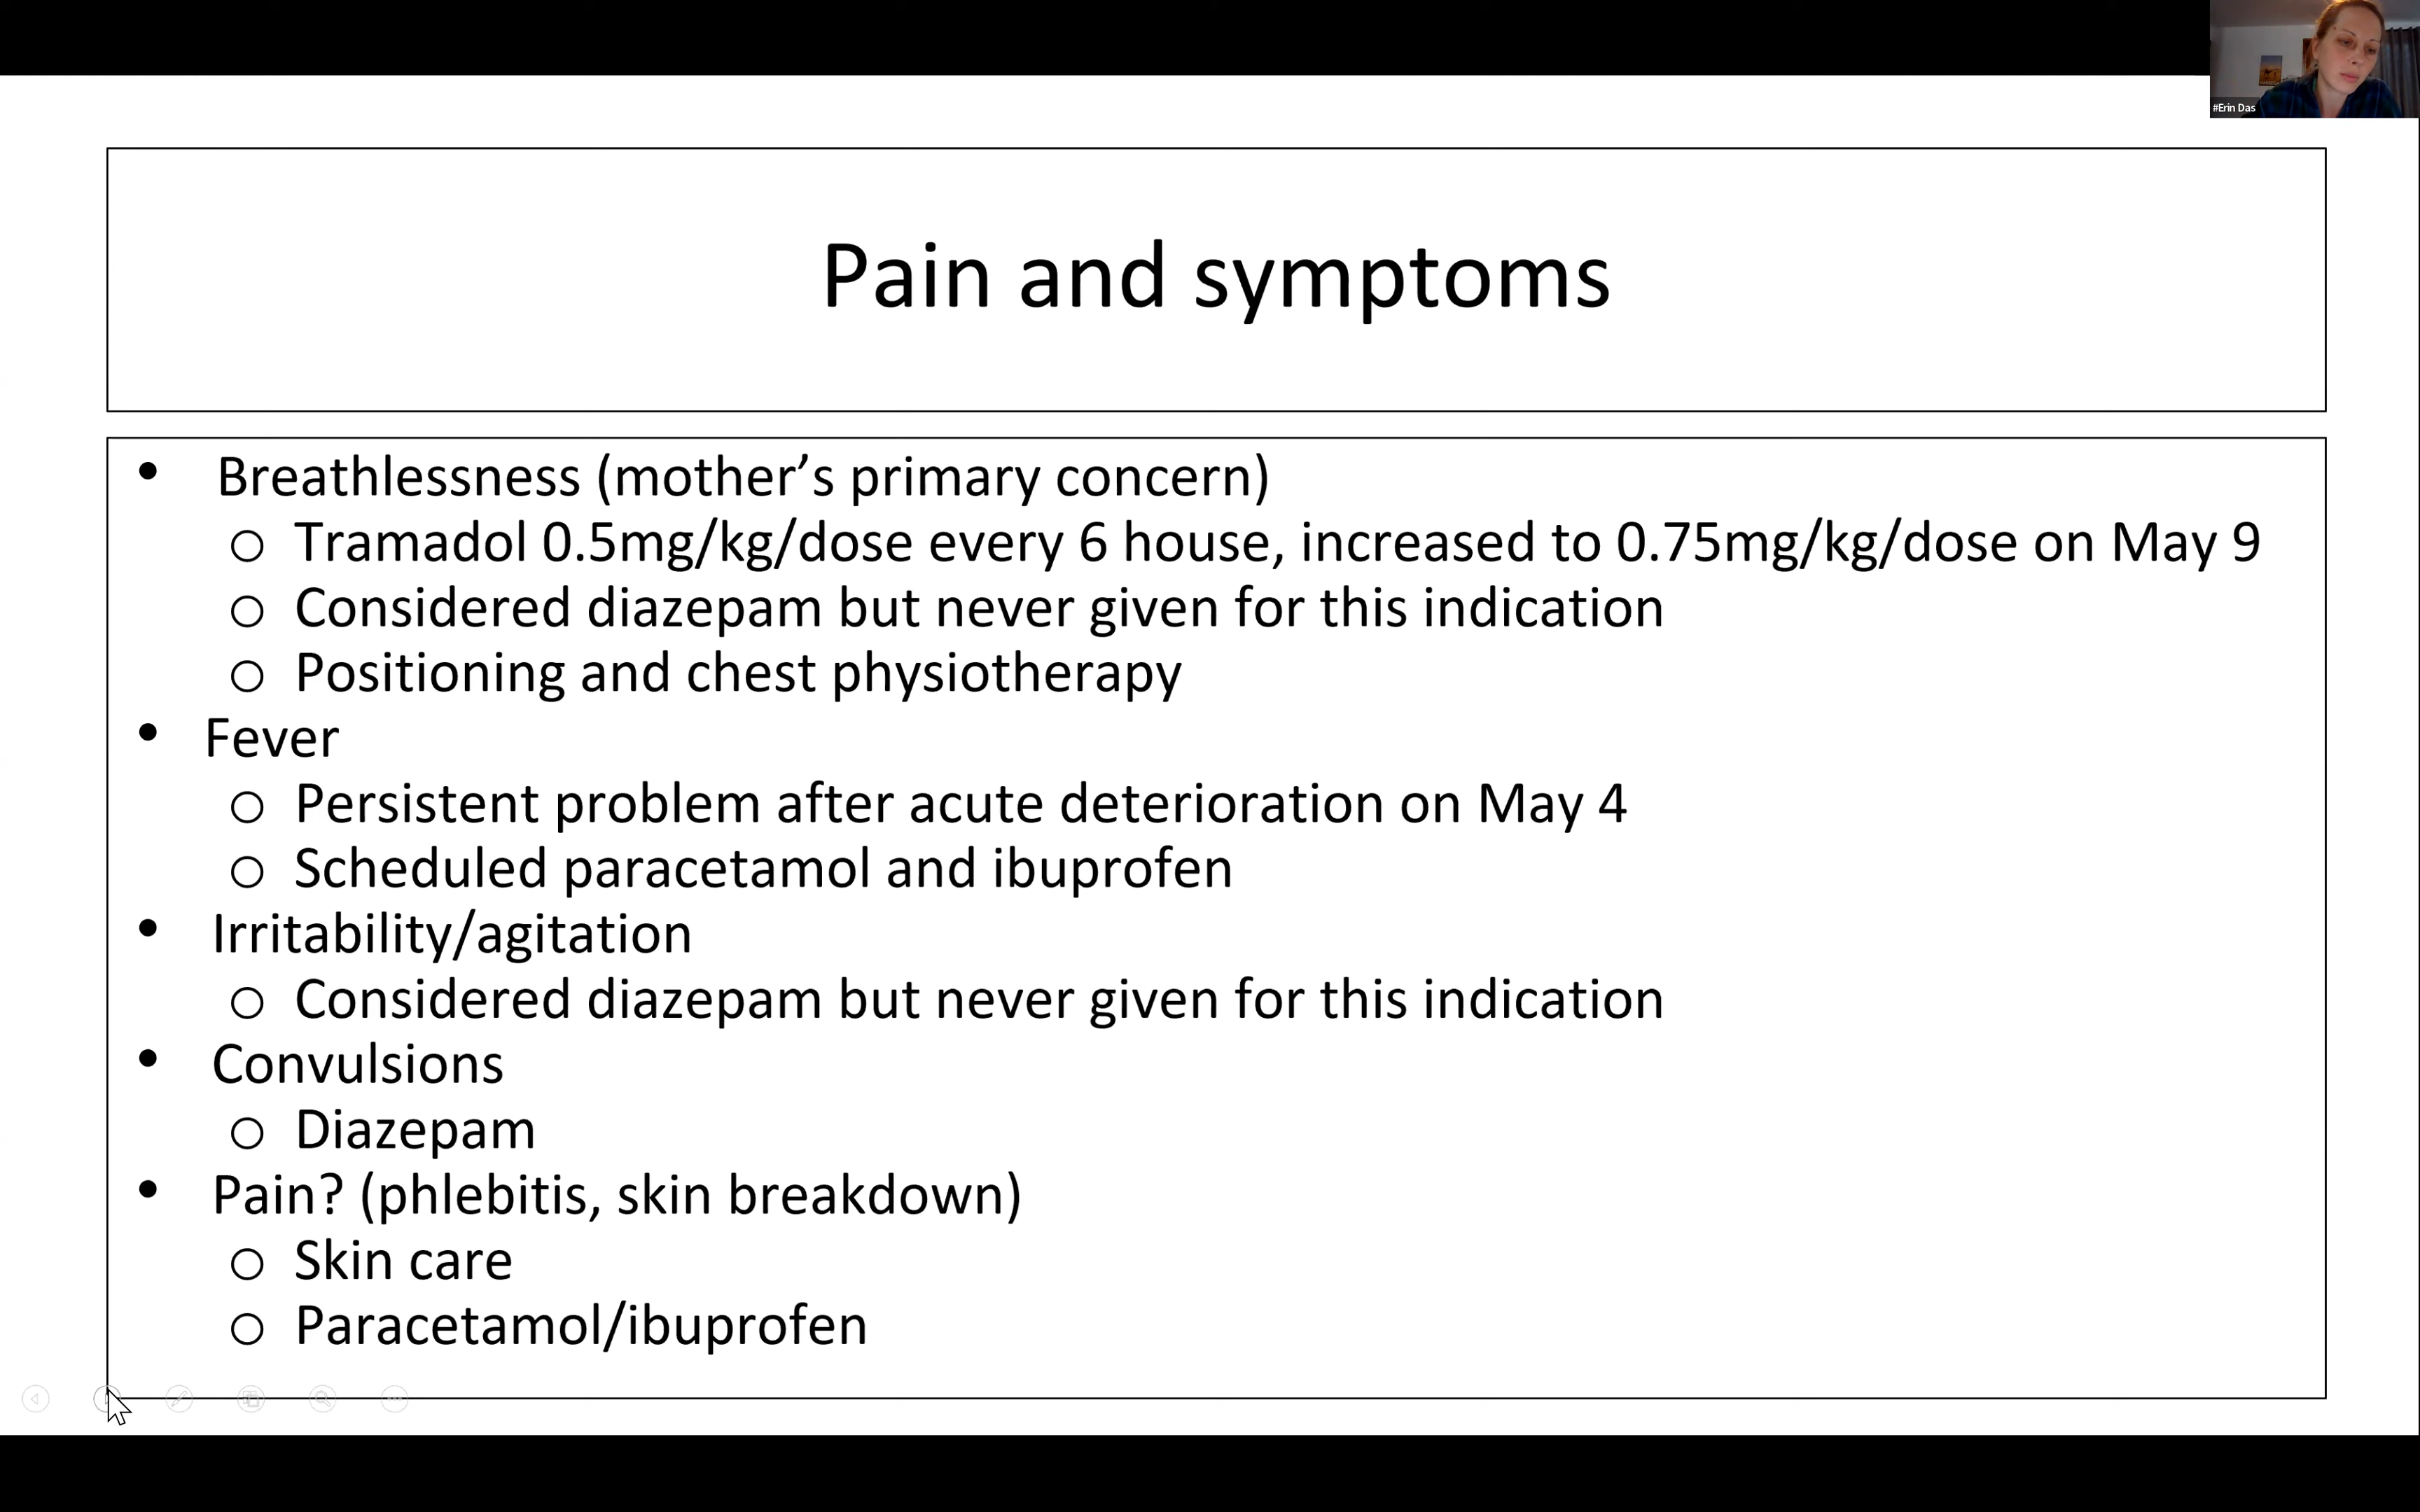 #Erin Das
Pain and symptoms
• Breathlessness (mother’s primary concern)
o Tramadol 0.5mg/kg/dose every 6 house, increased to 0.75mg/kg/dose on May 9
o Considered diazepam but never given for this indication
o Positioning and chest physiotherapy
• Fever
o Persistent problem after acute deterioration on May 4
o Scheduled paracetamol and ibuprofen
• Irritability/agitation
o Considered diazepam but never given for this indication
• Convulsions
o Diazepam
• Pain? (phlebitis, skin breakdown)
o Skin care
o Paracetamol/ibuprofen